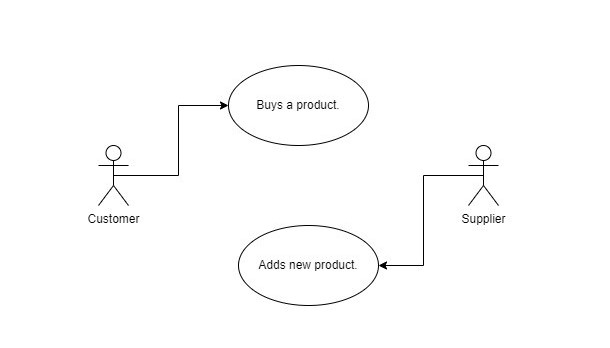 Buys a product.
Customer
Supplier
Adds new product.